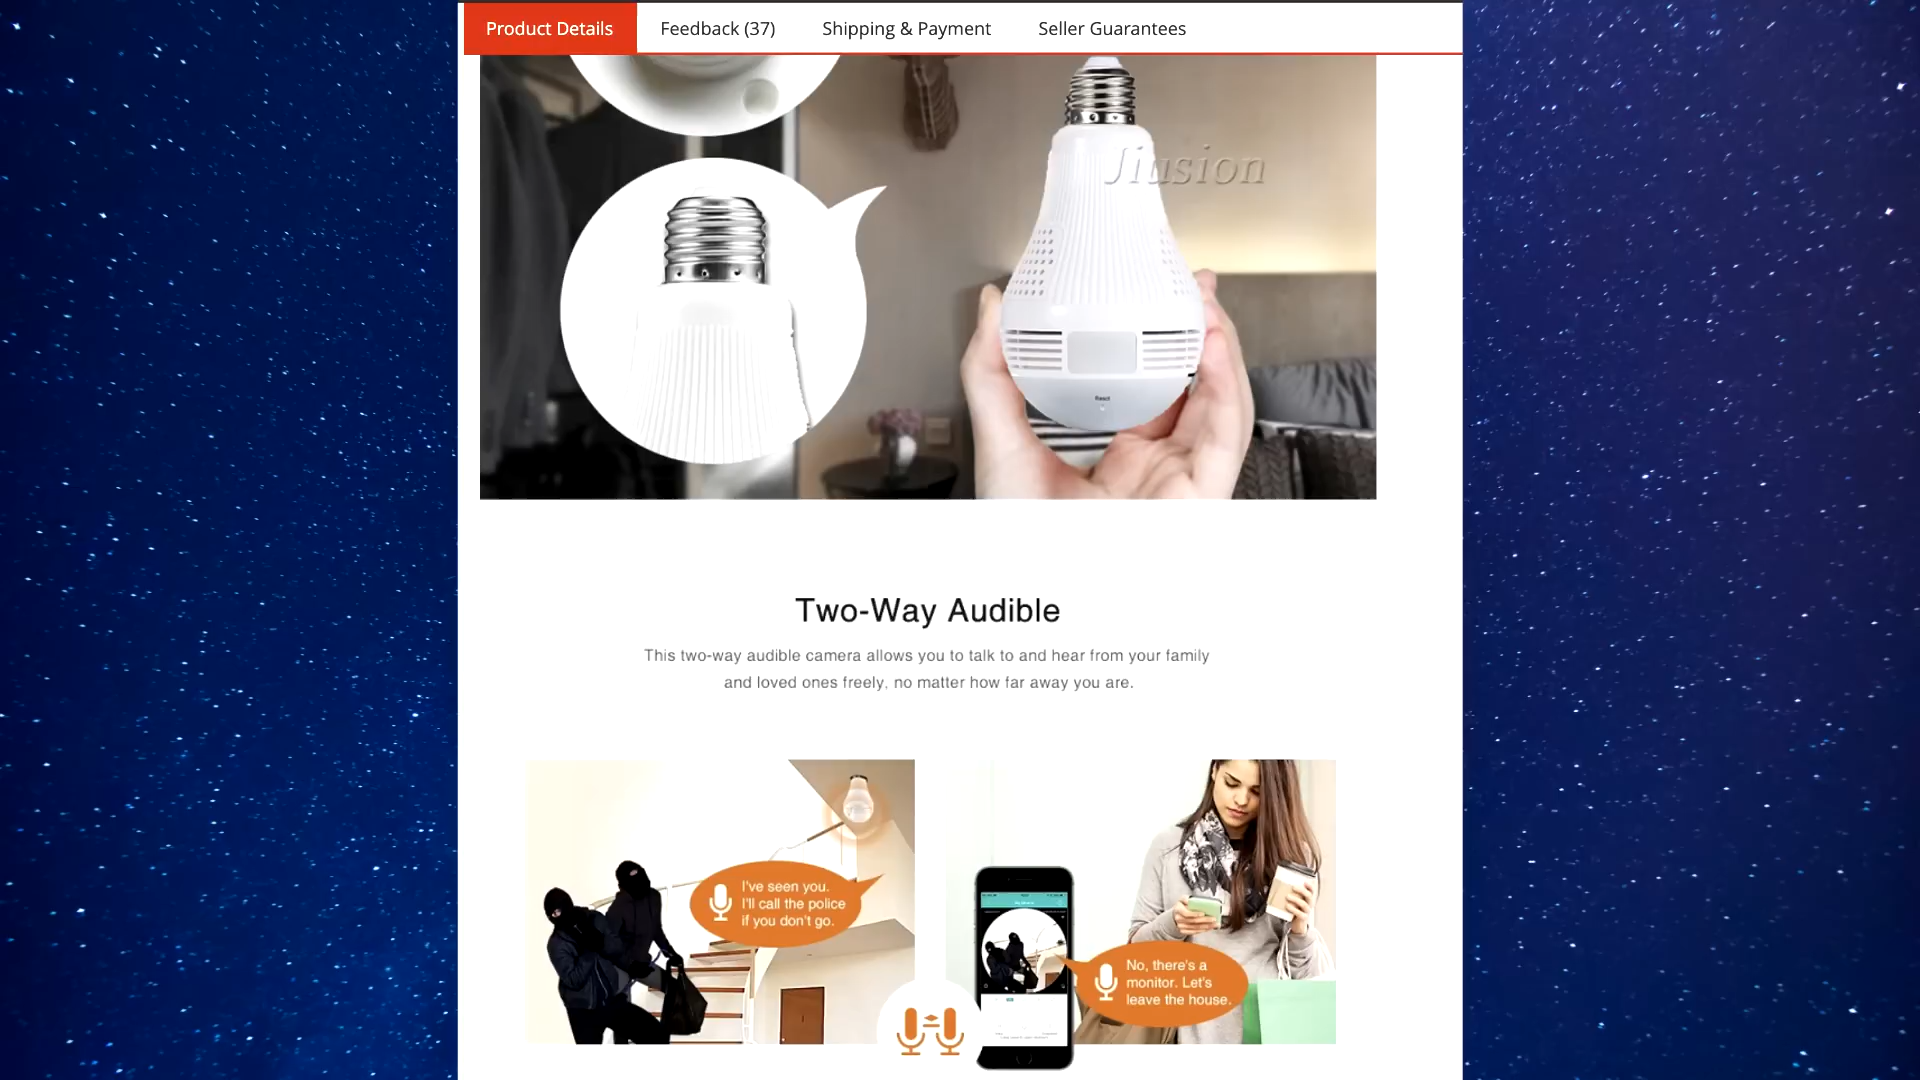 Product Details
Feedback (37)
Shipping & Payment
Seller Guarantees
Jiusion
Reset
Two-Way Audible
This two-way audible camera allows you to talk to and hear from your family
and loved ones freely, no matter how far away you are.
I've seen you.
I'll call the police
if you don't go.
No, there's a
monitor. Let's
leave the house.